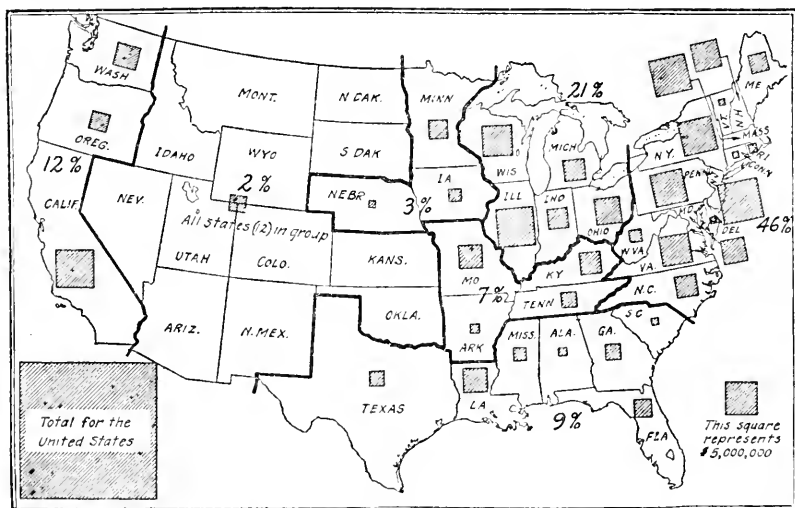 WASH
MONT.
N DAK.
MINN
21%
ME
VT.
N.H.
MASS
OREG.
IDAHO
WYO
S DAK
WIS
MICH
N.Y.
R I
CONN
12%
2%
NEBR
IA
3%
ILL
IND
OHIO
PENN
MD
DEL
46%
CALIF
NEV.
All states (12) in group
UTAH
COLO.
KANS.
MO
7%
KY
W VA.
VA.
TENN
N.C.
ARIZ.
N. MEX.
OKLA.
ARK
MISS.
ALA.
GA.
S C
TEXAS
LA
9%
FLA
Total for the
United States
This square
represents
$5,000,000